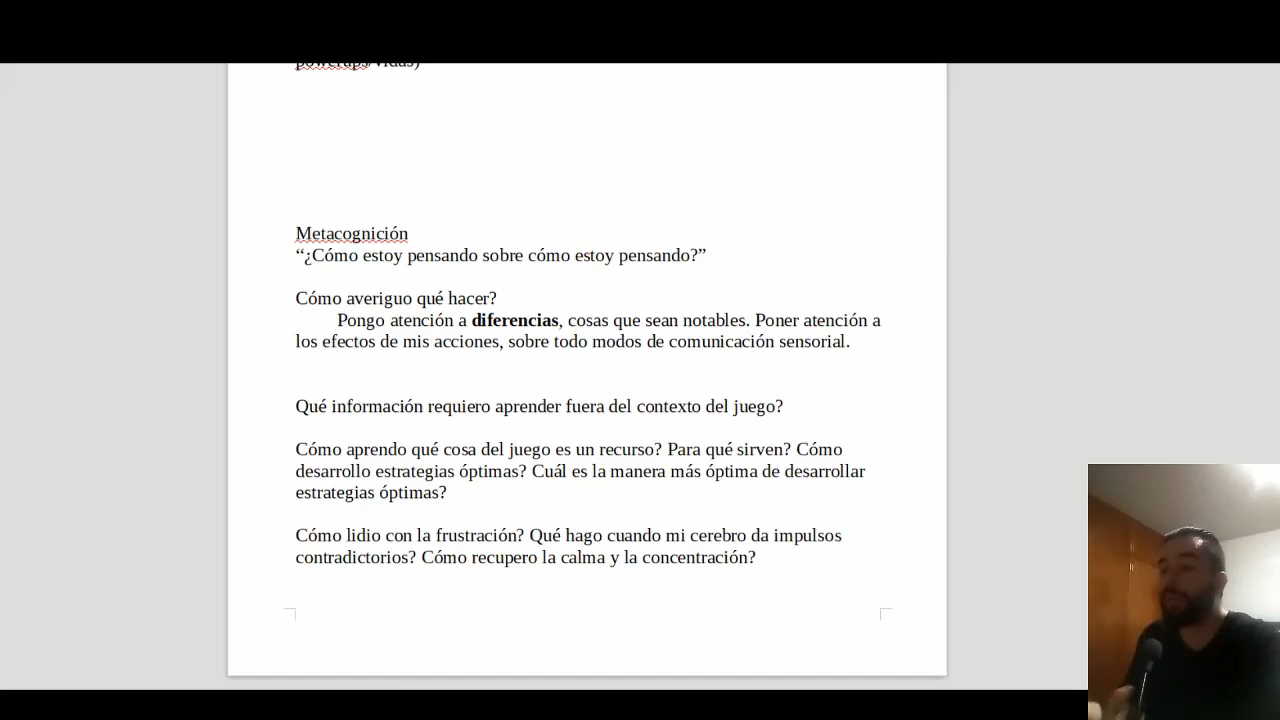 powerups/vidas)
Metacognición
“¿Cómo estoy pensando sobre cómo estoy pensando?”
Cómo averiguo qué hacer?
Pongo atención a diferencias, cosas que sean notables. Poner atención a
los efectos de mis acciones, sobre todo modos de comunicación sensorial.
Qué información requiero aprender fuera del contexto del juego?
Cómo aprendo qué cosa del juego es un recurso? Para qué sirven? Cómo
desarrollo estrategias óptimas? Cuál es la manera más óptima de desarrollar
estrategias óptimas?
Cómo lidio con la frustración? Qué hago cuando mi cerebro da impulsos
contradictorios? Cómo recupero la calma y la concentración?